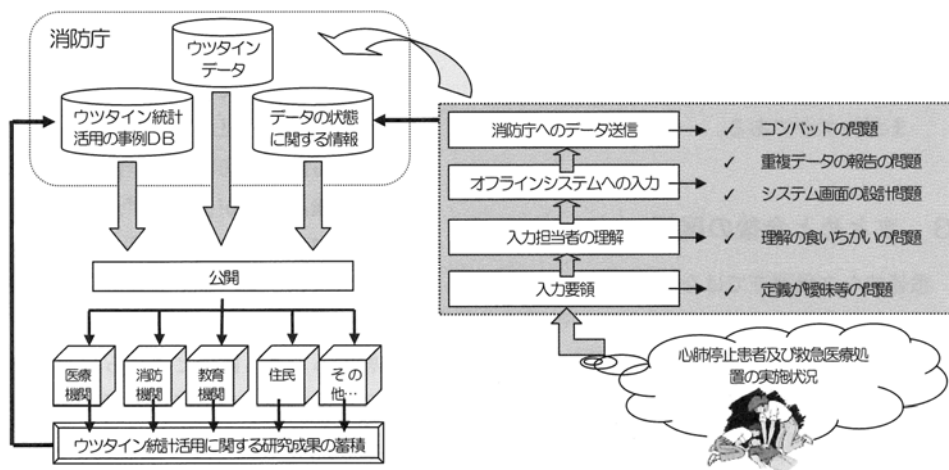 消防庁
ウツタイン
データ
ウツタイン統計
活用の事例DB
データの状態
に関する情報
公開
医療
機関
消防
機関
教育
機関
住民
その
他…
ウツタイン統計活用に関する研究成果の蓄積
消防庁へのデータ送信
オフラインシステムへの入力
入力担当者の理解
入力要領
✓ コンバットの問題
✓ 重複データの報告の問題
✓ システム画面の設計問題
✓ 理解の食いちがいの問題
✓ 定義が曖昧等の問題
心肺停止患者及び救急医療処
置の実施状況